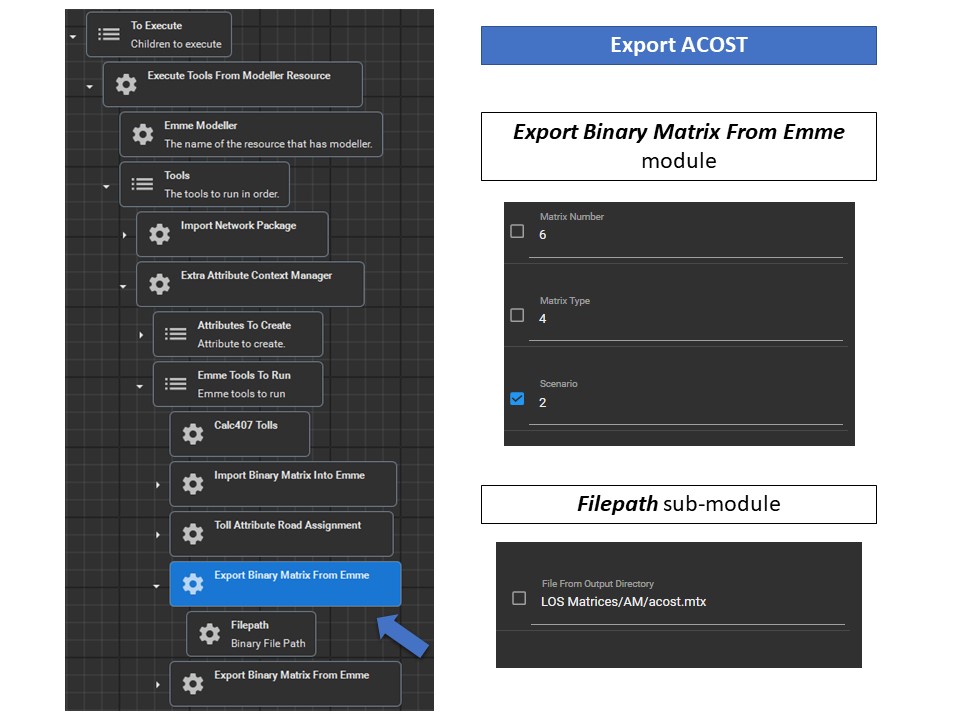 To Execute
Children to execute
Execute Tools From Modeller Resource
Emme Modeller
The name of the resource that has modeller.
Tools
The tools to run in order.
Import Network Package
Extra Attribute Context Manager
Attributes To Create
Attribute to create.
Emme Tools To Run
Emme tools to run
Calc407 Tolls
Import Binary Matrix Into Emme
Toll Attribute Road Assignment
Export Binary Matrix From Emme
Filepath
Binary File Path
Export Binary Matrix From Emme
Export ACOST
Export Binary Matrix From Emme
module
Matrix Number
6
Matrix Type
4
Scenario
2
Filepath sub-module
File From Output Directory
LOS Matrices/AM/acost.mtx